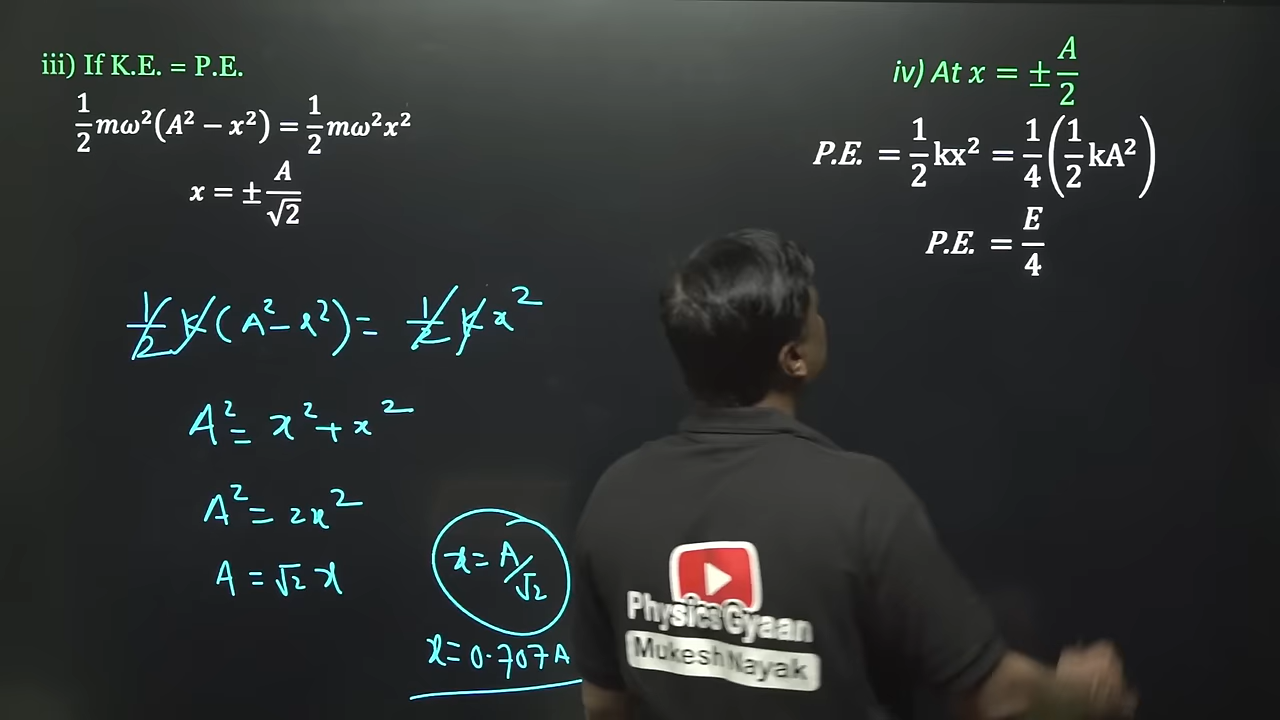 iii) If K.E. = P.E.
1/2 mω²(A² − x²) = 1/2 mω²x²
x = ± A/√2
1/2 k(A² − x²) = 1/2 k x²
A² = x² + x²
A² = 2x²
A = √2 x
x = A/√2
x = 0.707A
iv) At x = ± A/2
P.E. = 1/2 kx² = 1/4 (1/2 kA²)
P.E. = E/4
Physics Gyaan
Mukesh Nayak